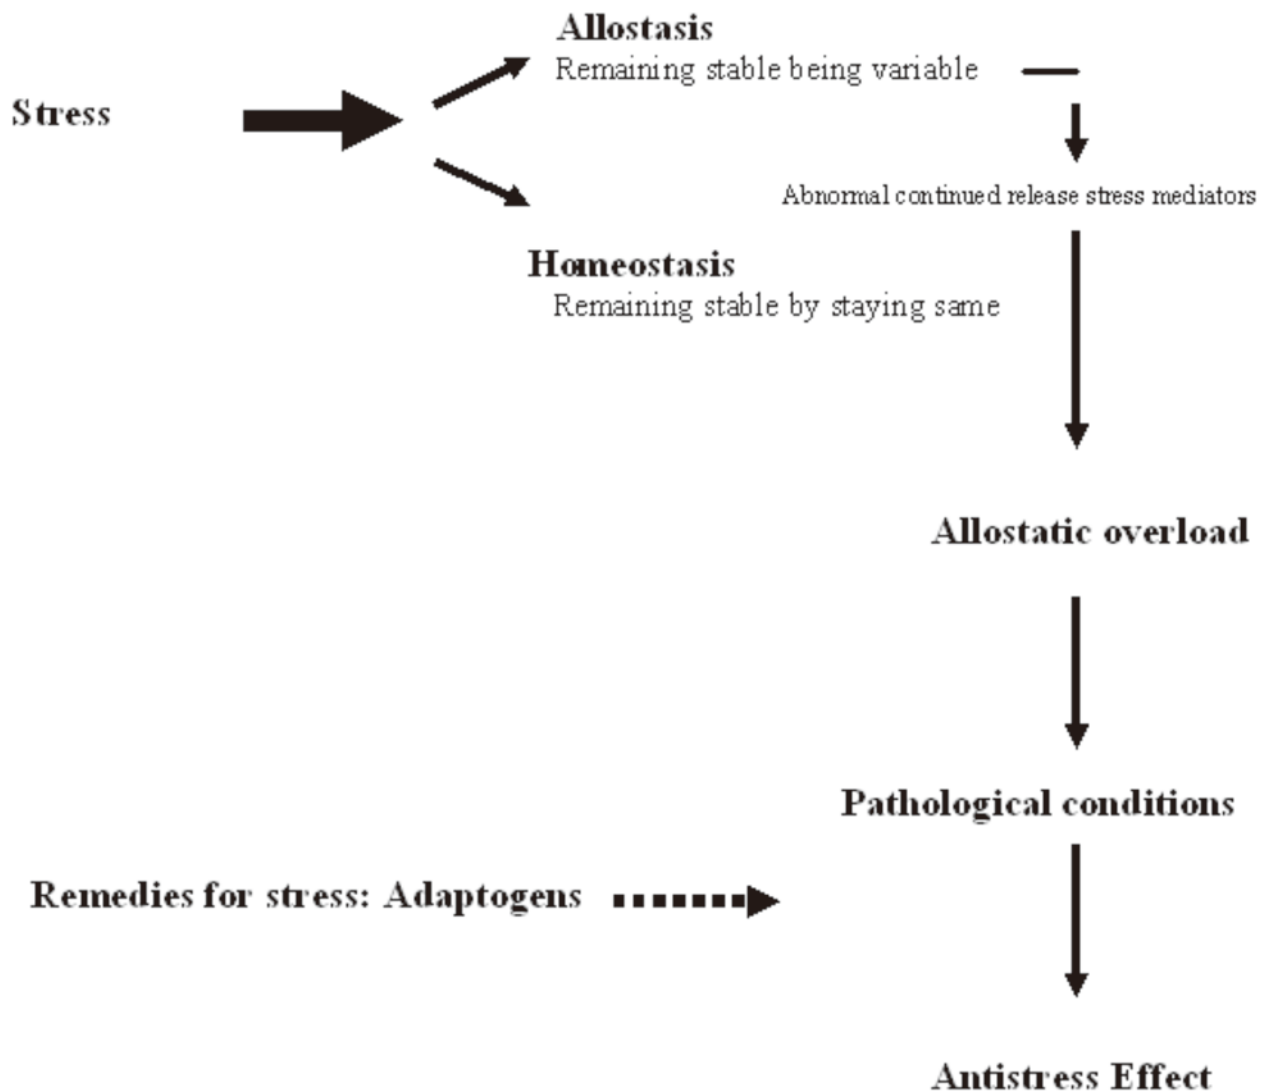 Allostasis
Remaining stable being variable
Stress
Abnormal continued release stress mediators
Homeostasis
Remaining stable by staying same
Allostatic overload
Pathological conditions
Remedies for stress: Adaptogens
Antistress Effect